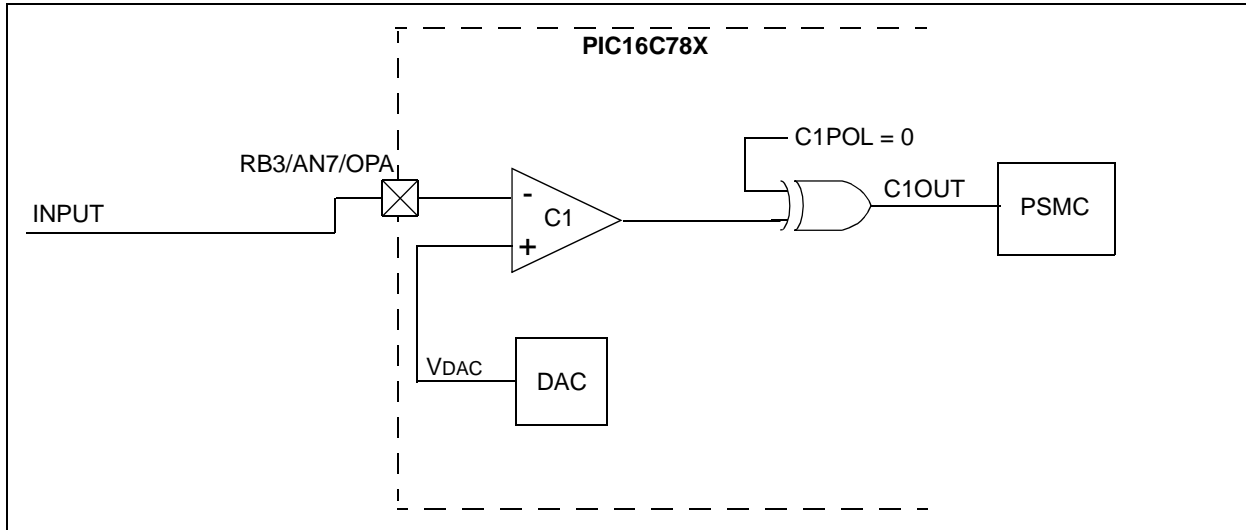 PIC16C78X
C1POL = 0
RB3/AN7/OPA
C1OUT
INPUT
-
C1
+
PSMC
VDAC
DAC